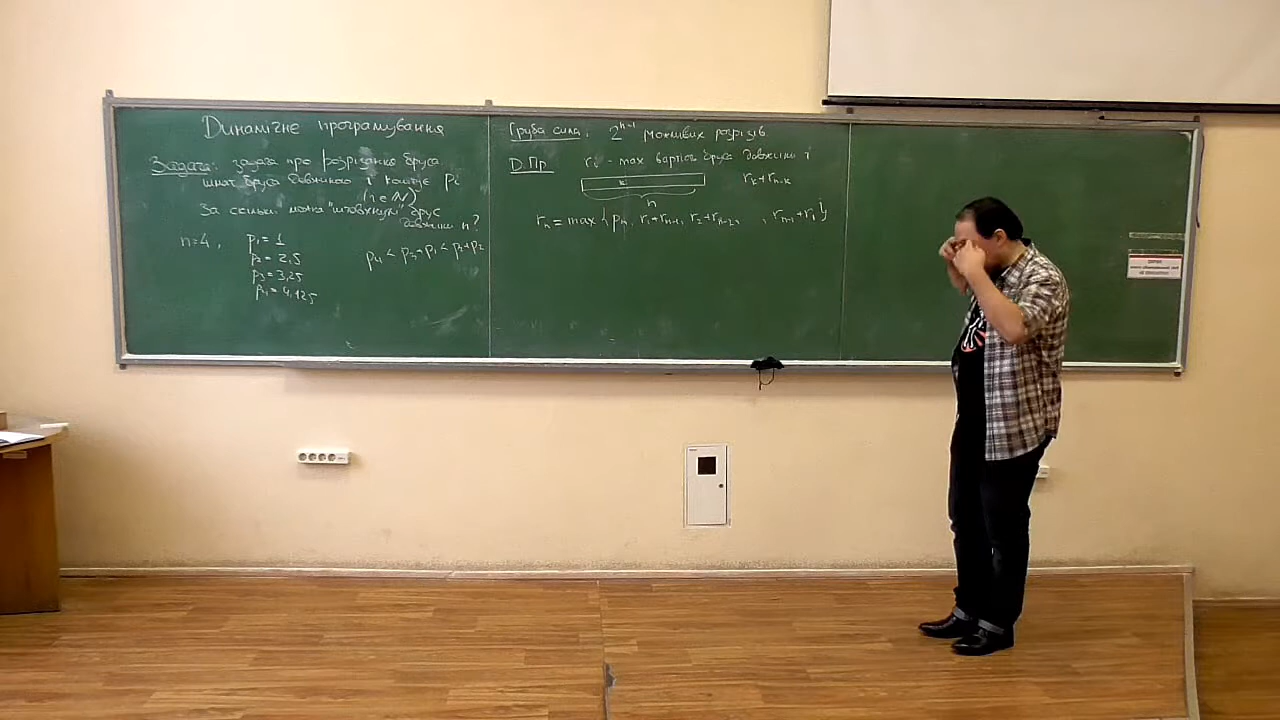 Динамічне програмування
Задача: задача про розрізання бруса
шмат бруса довжиною i коштує pᵢ
(n ∈ ℕ)
За скільки можна "штовхнути" брус
довжини n?
n=4, p₁ = 1
p₂ = 2,5
p₃ = 3,25
p₄ = 4,125
p₄ < p₃ + p₁ < p₂ + p₂
Груба сила: 2ⁿ⁻¹ можливих розрізів
Д.Пр rᵢ - max вартість бруса довжини i
k
n
rₖ + rₙ₋ₖ
rₙ = max { pₙ, r₁ + rₙ₋₁, r₂ + rₙ₋₂, , rₙ₋₁ + r₁ }